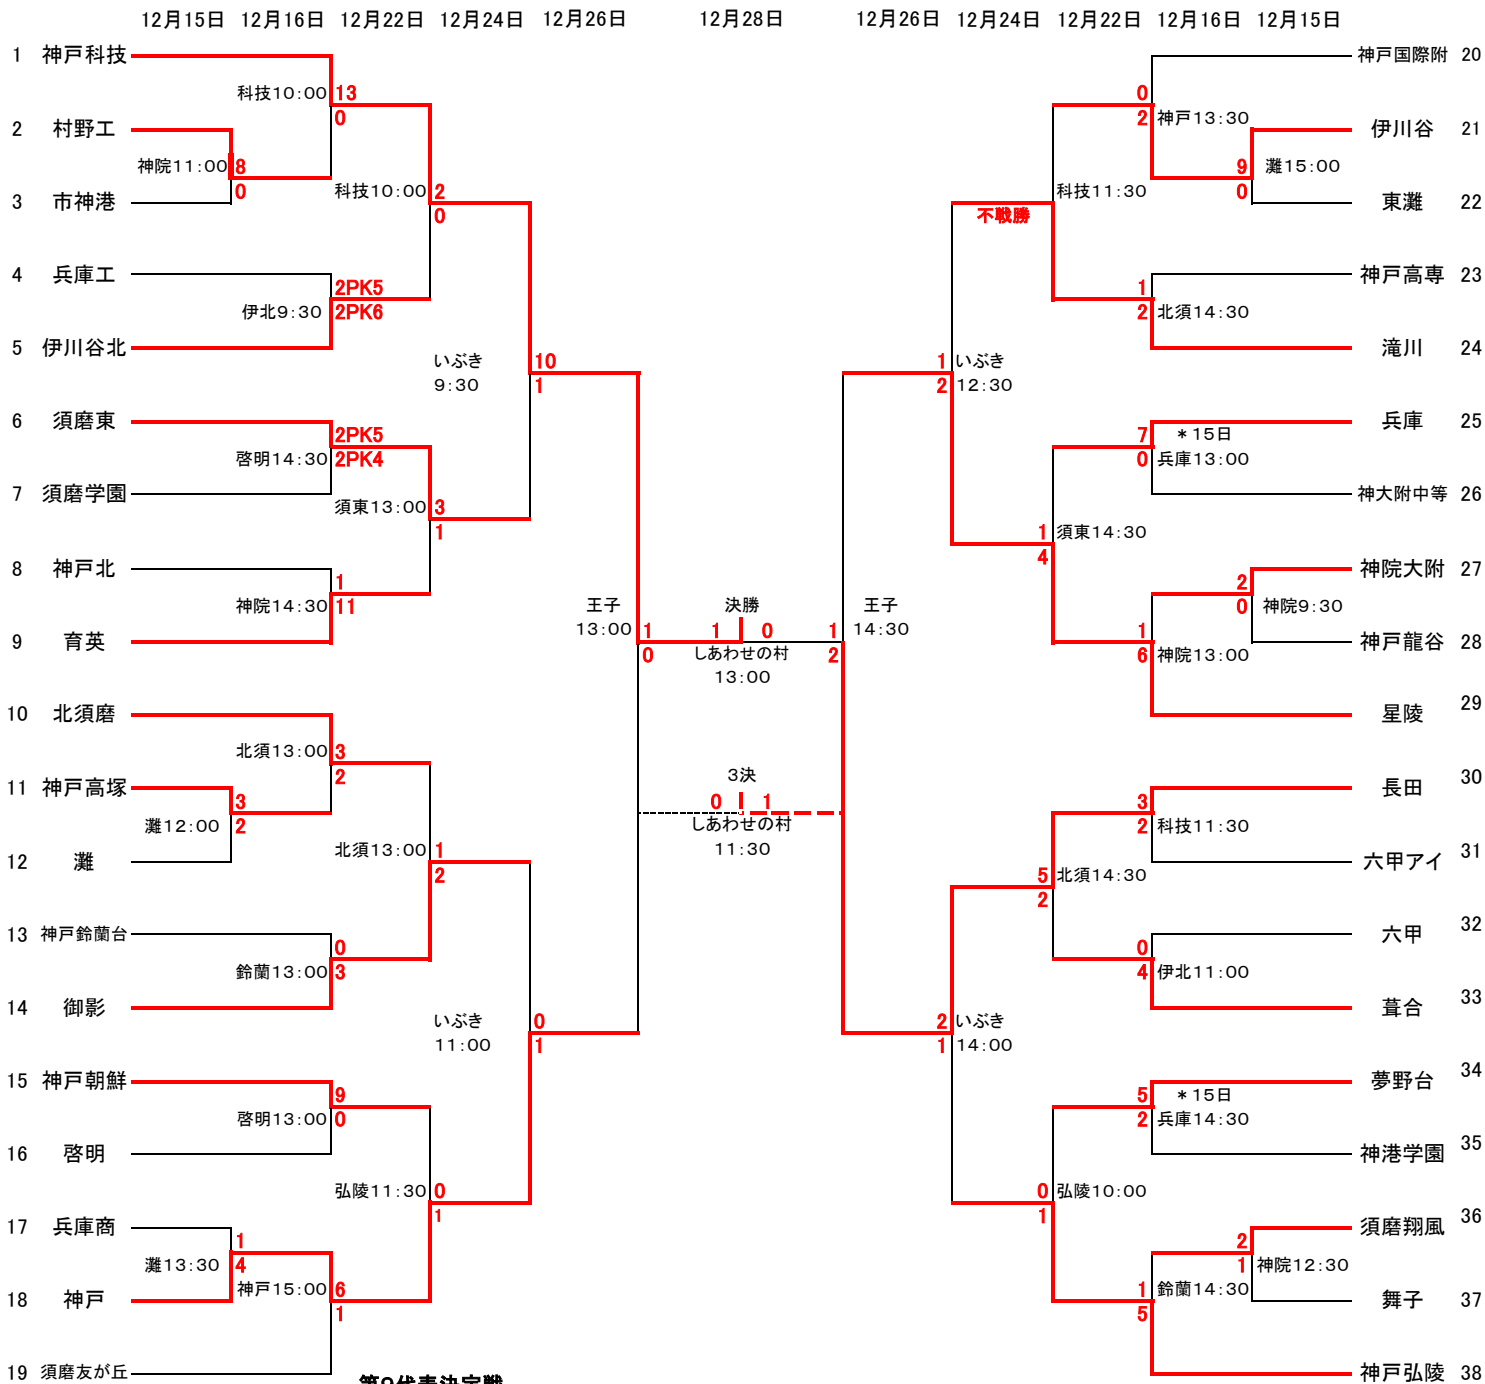 12月15日 12月16日 12月22日 12月24日 12月26日 12月28日 12月26日 12月24日 12月22日 12月16日 12月15日
1 神戸科技
科技10:00 13
0
2 村野工
神院11:00 8
0
3 市神港
科技10:00 2
0
4 兵庫工
2PK5
伊北9:30 2PK6
5 伊川谷北
いぶき 10
9:30 1
6 須磨東
2PK5
啓明14:30 2PK4
7 須磨学園
須東13:00 3
1
8 神戸北
1
神院14:30 11
9 育英
王子
13:00 1
0
10 北須磨
北須13:00 3
2
11 神戸高塚
3
灘12:00 2
12 灘
北須13:00 1
2
13 神戸鈴蘭台
0
鈴蘭13:00 3
14 御影
いぶき 0
11:00 1
15 神戸朝鮮
9
啓明13:00 0
16 啓明
弘陵11:30 0
1
17 兵庫商
1
灘13:30 4
神戸15:00 6
1
18 神戸
19 須磨友が丘
第9代表決定戦
決勝
1 0
しあわせの村
13:00
3決
0 1
しあわせの村
11:30
神戸国際附 20
0
2 神戸13:30
伊川谷 21
9 灘15:00
0
東灘 22
科技11:30
不戦勝
神戸高専 23
1
2 北須14:30
滝川 24
1 いぶき
2 12:30
兵庫 25
7 *15日
0 兵庫13:00
神大附中等 26
1 須東14:30
4
神院大附 27
2
0 神院9:30
神戸龍谷 28
1
6 神院13:00
星陵 29
王子
1 14:30
2
長田 30
3
2 科技11:30
六甲アイ 31
5 北須14:30
2
六甲 32
0
4 伊北11:00
葺合 33
2 いぶき
1 14:00
夢野台 34
5 *15日
2 兵庫14:30
神港学園 35
0 弘陵10:00
1
須磨翔風 36
2
1 神院12:30
舞子 37
1 鈴蘭14:30
5
神戸弘陵 38